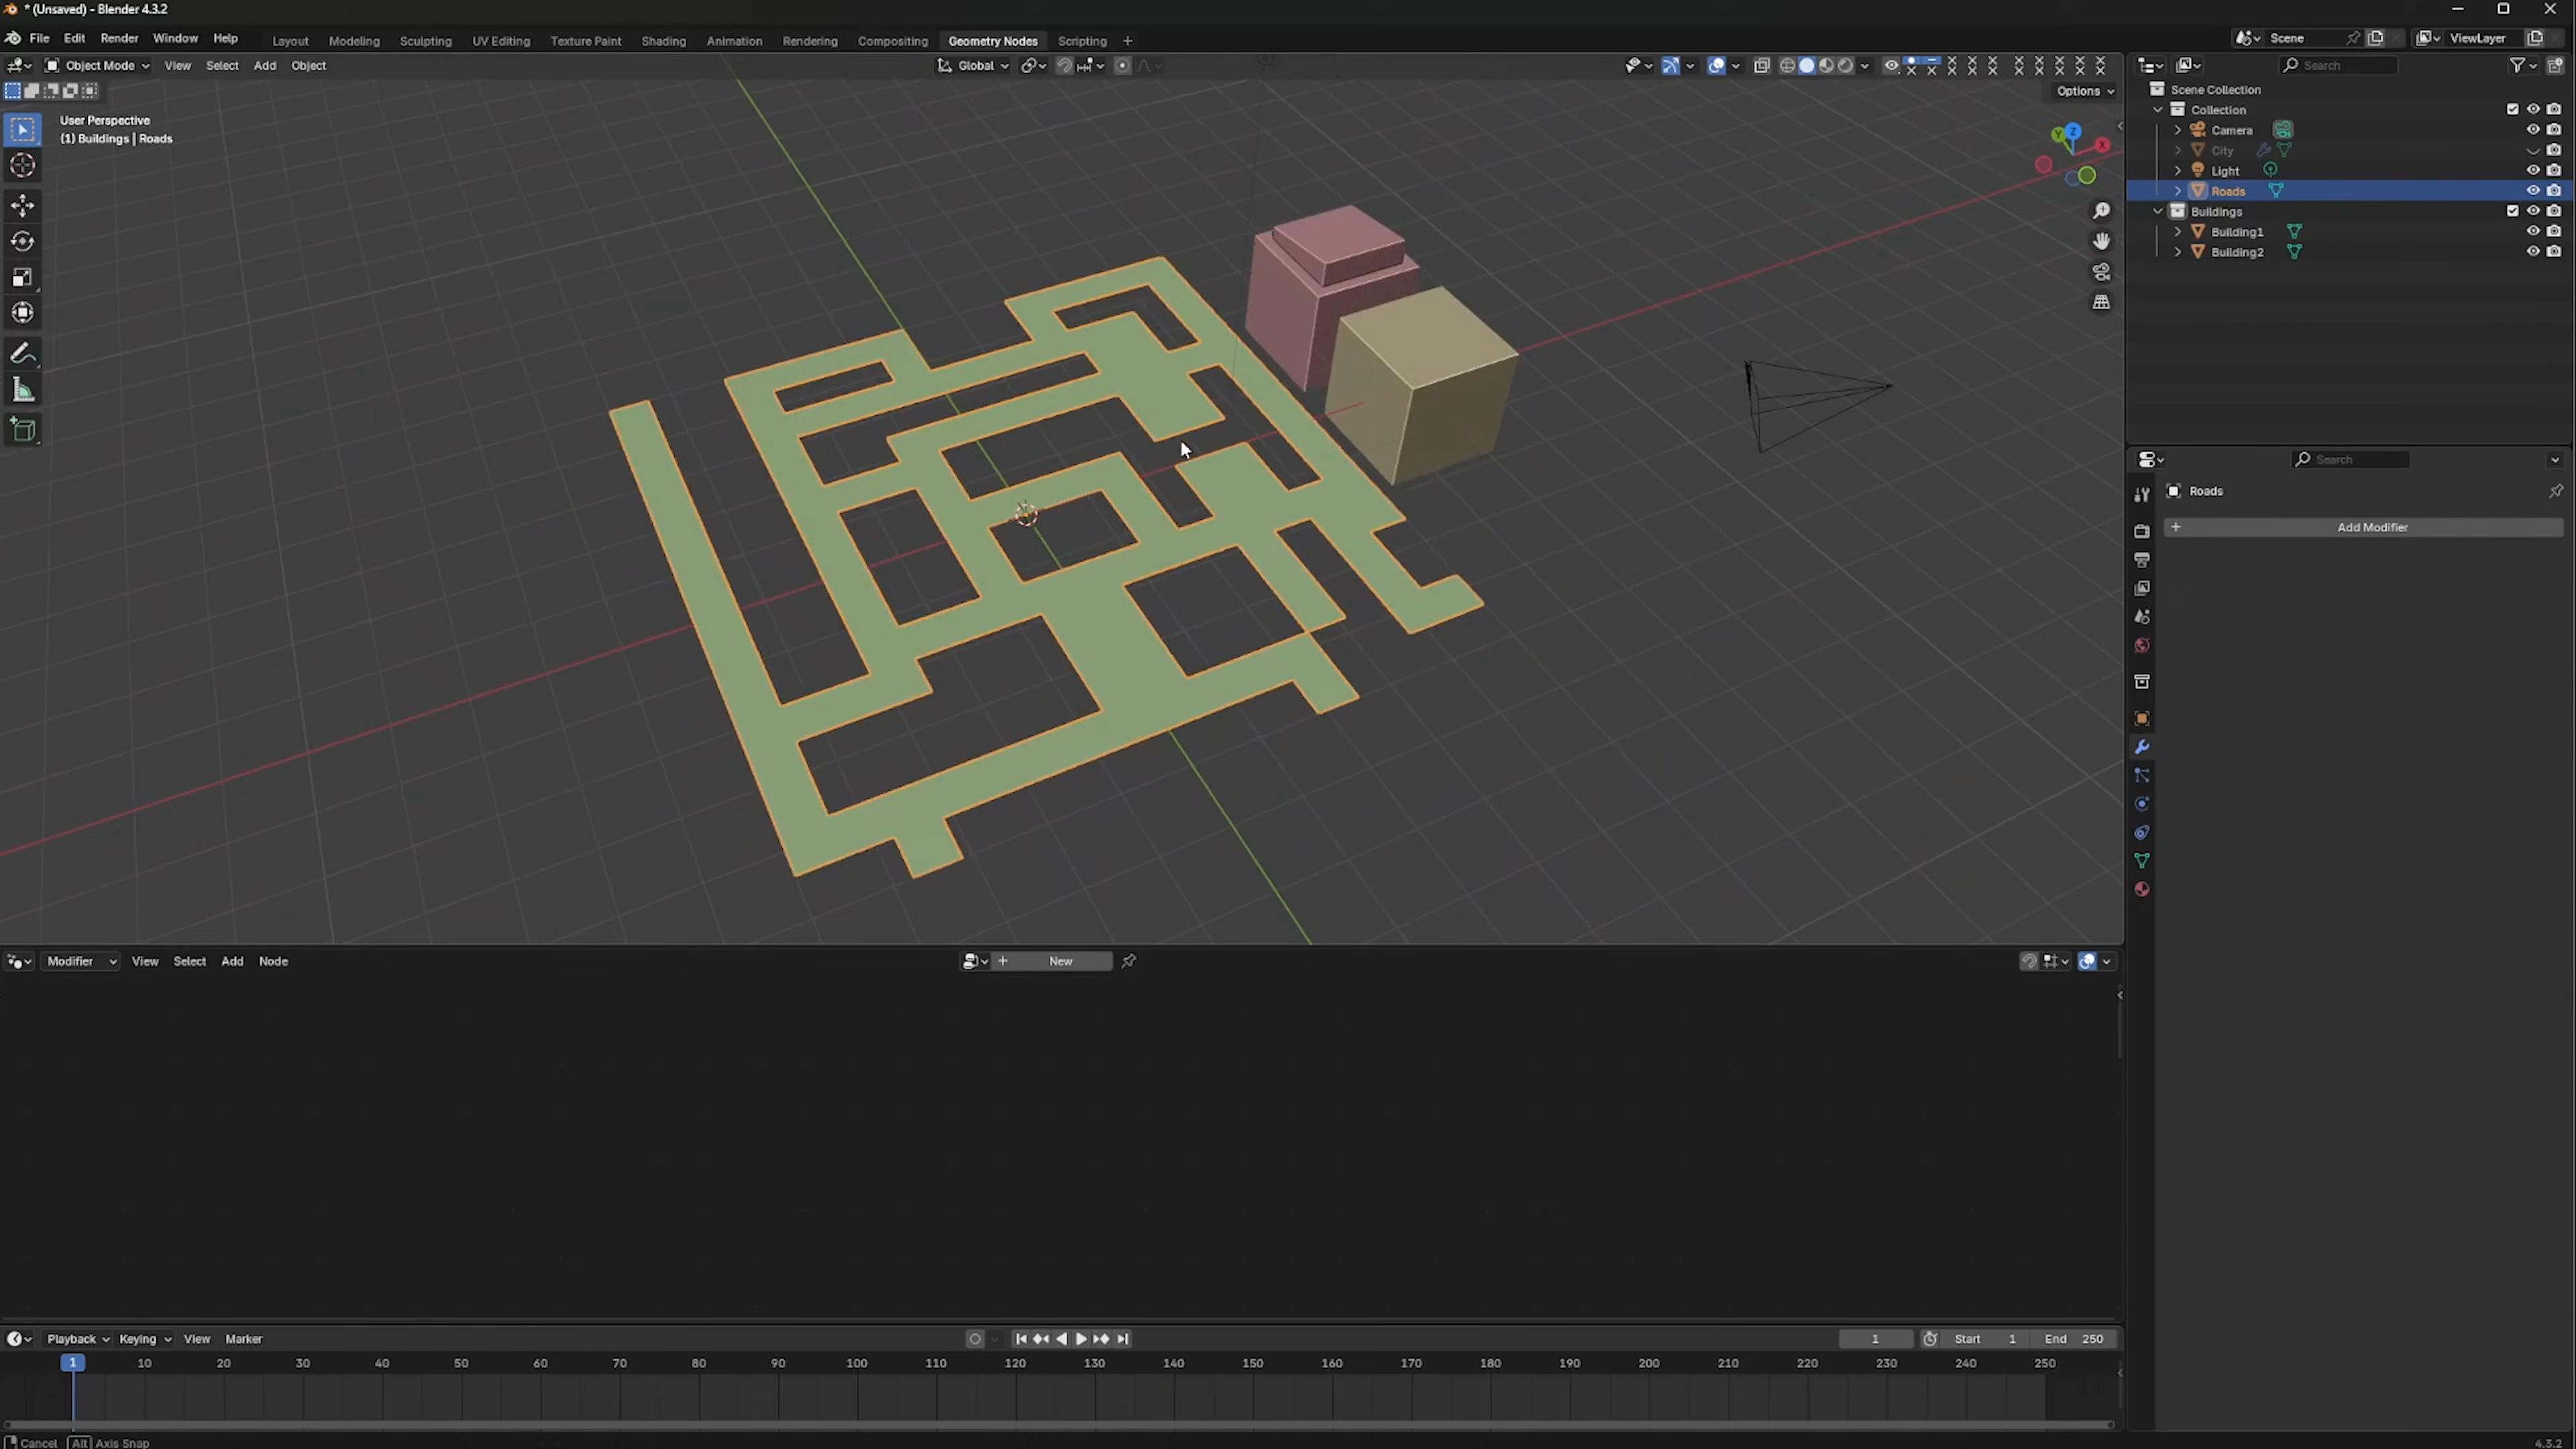 * (Unsaved) - Blender 4.3.2
File Edit Render Window Help
Layout Modeling Sculpting UV Editing Texture Paint Shading Animation Rendering Compositing Geometry Nodes Scripting +
Scene
ViewLayer
Object Mode View Select Add Object
Global
Options
User Perspective
(1) Buildings | Roads
Z
Y
X
Search
Scene Collection
Collection
Camera
City
Light
Roads
Buildings
Building1
Building2
Search
Roads
+ Add Modifier
Modifier View Select Add Node
+ New
Playback Keying View Marker
1
Start 1 End 250
1 10 20 30 40 50 60 70 80 90 100 110 120 130 140 150 160 170 180 190 200 210 220 230 240 250
Cancel Alt Axis Snap
4.3.2